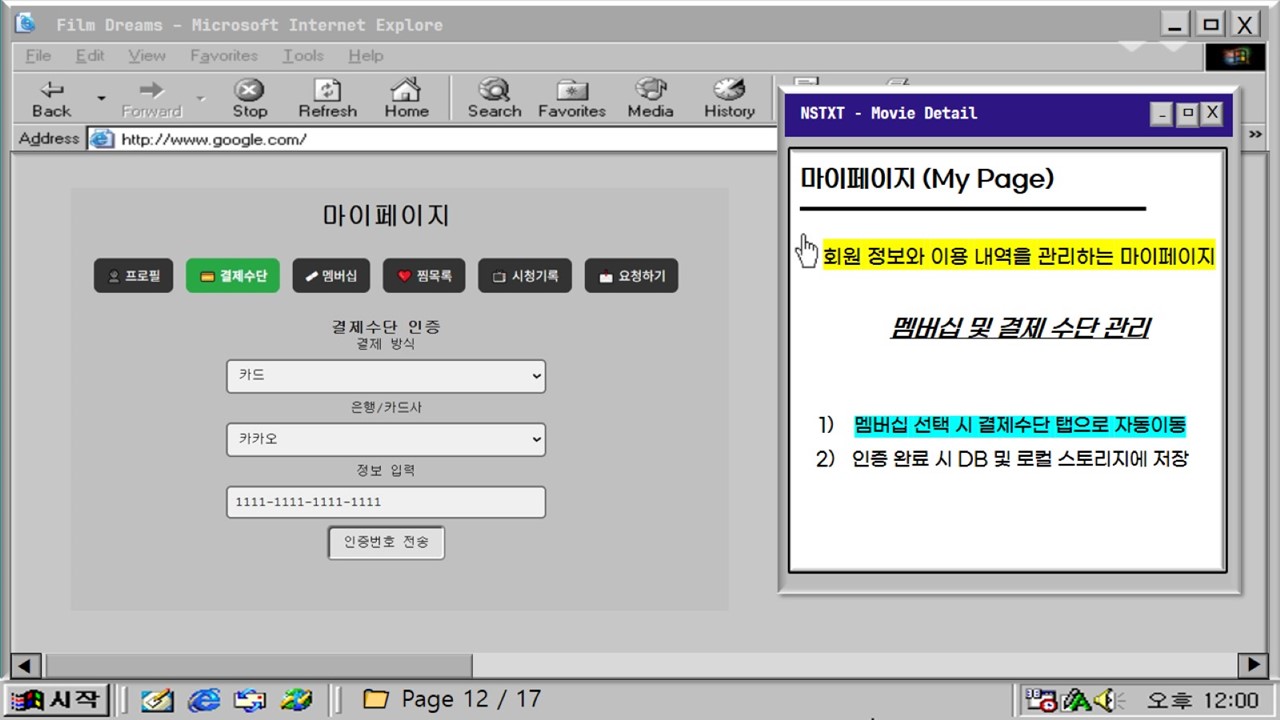 Film Dreams - Microsoft Internet Explore
File Edit View Favorites Tools Help
Back Forward Stop Refresh Home Search Favorites Media History
Address http://www.google.com/ »
마이페이지
프로필 결제수단 멤버십 찜목록 시청기록 요청하기
결제수단 인증
결제 방식
카드
은행/카드사
카카오
정보 입력
1111-1111-1111-1111
인증번호 전송
NSTXT - Movie Detail
마이페이지 (My Page)
회원 정보와 이용 내역을 관리하는 마이페이지
멤버십 및 결제 수단 관리
1) 멤버십 선택 시 결제수단 탭으로 자동이동
2) 인증 완료 시 DB 및 로컬 스토리지에 저장
시작 Page 12 / 17 오후 12:00